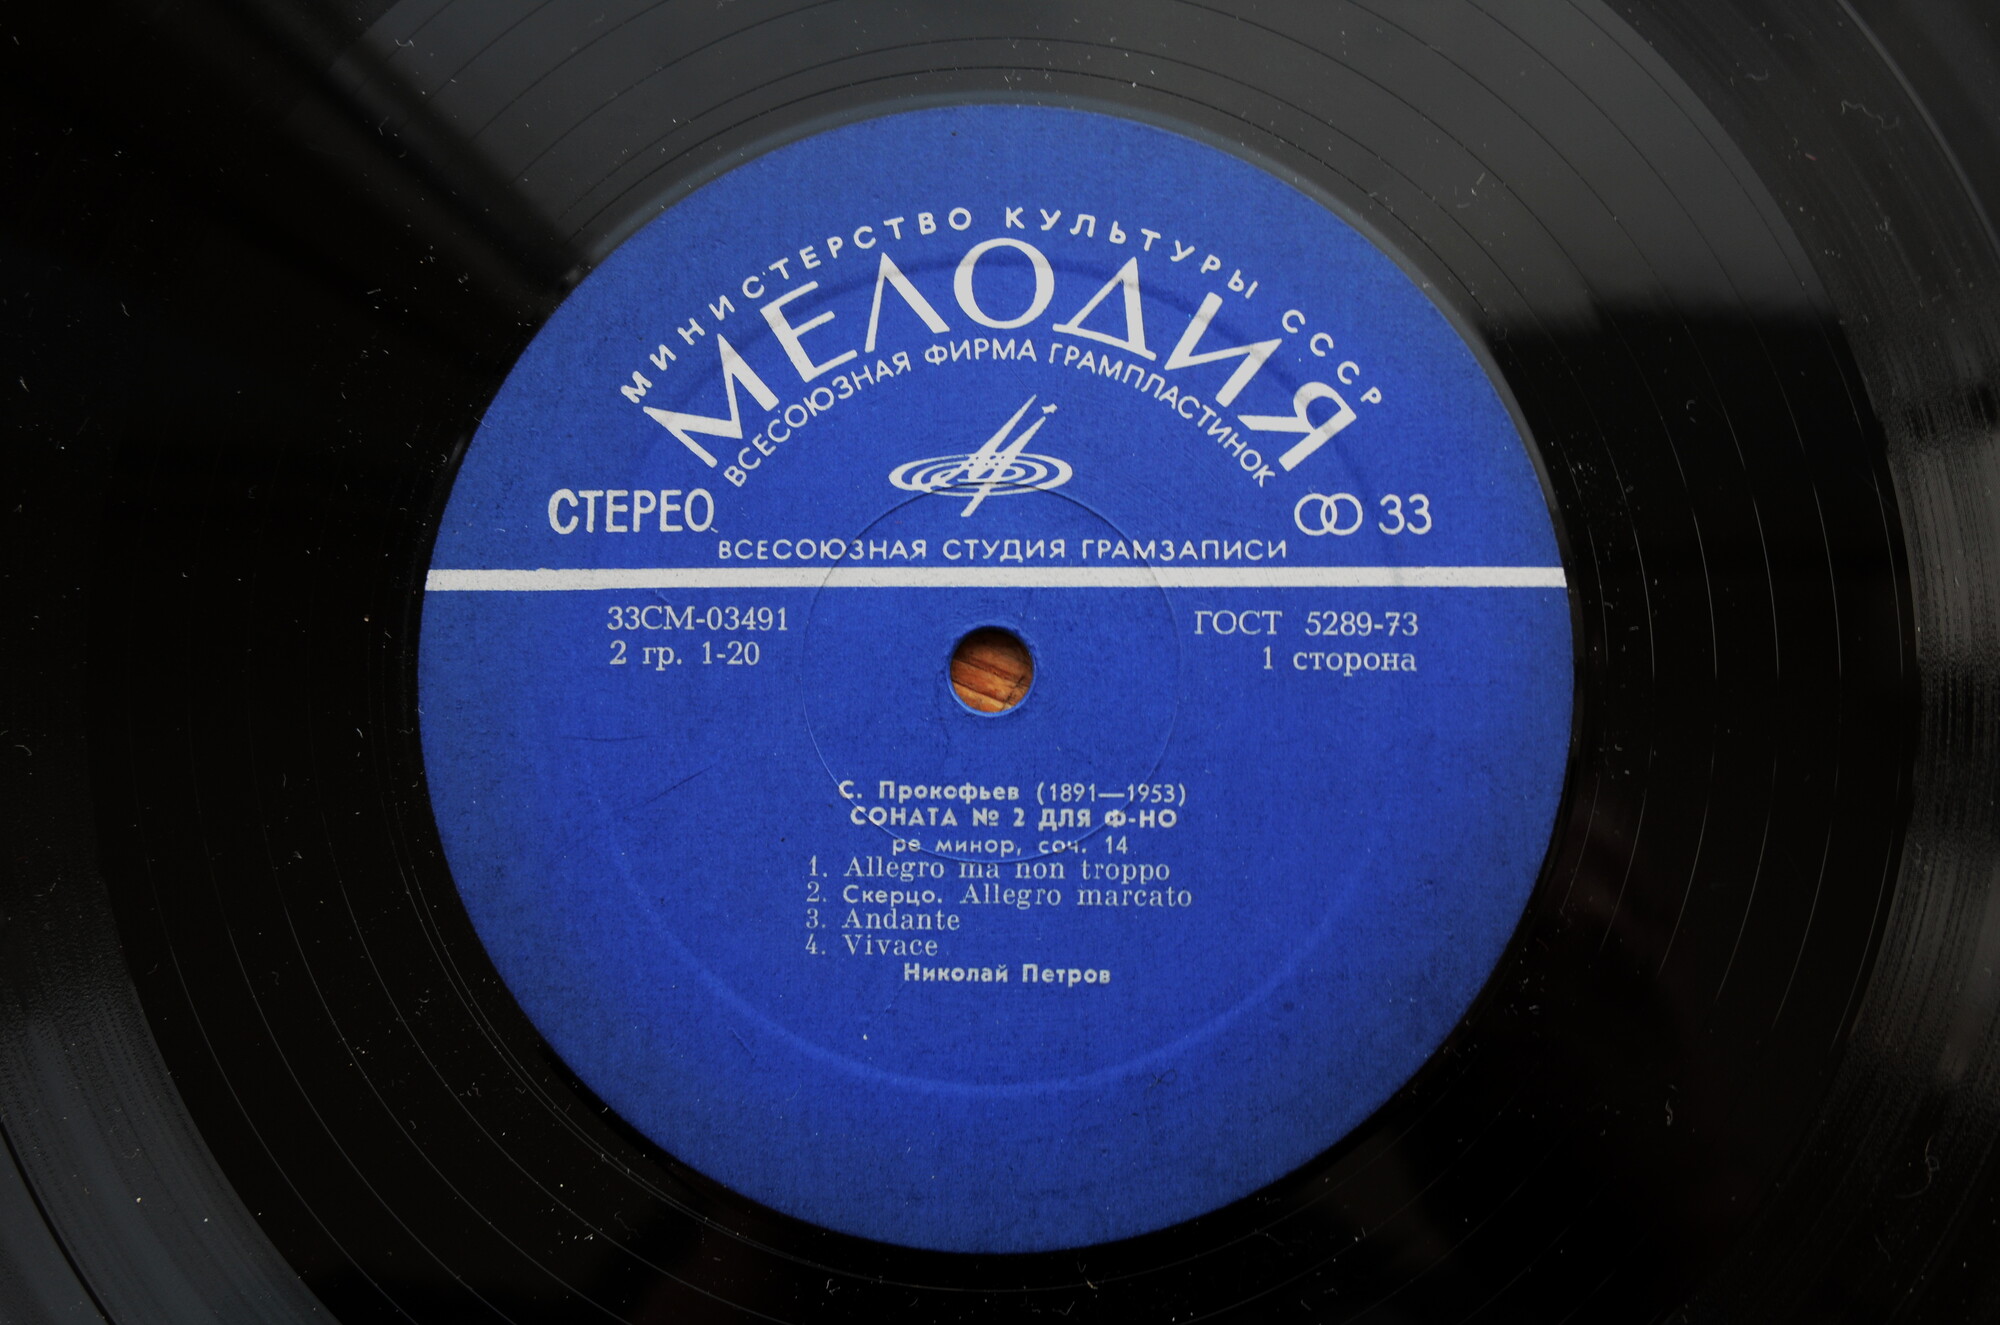 МИНИСТЕРСТВО КУЛЬТУРЫ СССР
МЕЛОДИЯ
ВСЕСОЮЗНАЯ ФИРМА ГРАМПЛАСТИНОК
СТЕРЕО 33
ВСЕСОЮЗНАЯ СТУДИЯ ГРАМЗАПИСИ
33СМ-03491 ГОСТ 5289-73
2 гр. 1-20 1 сторона
С. Прокофьев (1891—1953)
СОНАТА № 2 ДЛЯ Ф-НО
ре минор, соч. 14
1. Allegro ma non troppo
2. Скерцо. Allegro marcato
3. Andante
4. Vivace
Николай Петров